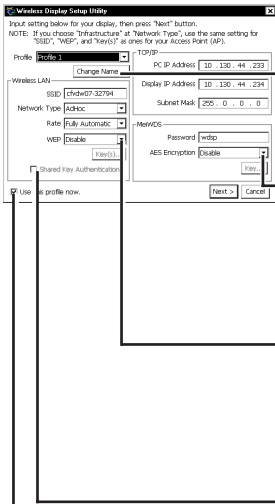 Wireless Display Setup Utility
Input setting below for your display, then press "Next" button.
NOTE: If you choose "Infrastructure" at "Network Type", use the same setting for
"SSID", "WEP", and "Key(s)" as ones for your Access Point (AP).
Profile Profile 1
Change Name
Wireless LAN
SSID cfvdw07-32794
Network Type AdHoc
Rate Fully Automatic
WEP Disable
Key(s)...
Shared Key Authentication
TCP/IP
PC IP Address 10 .130 . 44 .233
Display IP Address 10 .130 . 44 .234
Subnet Mask 255 . 0 . 0 . 0
MeiWDS
Password wdsp
AES Encryption Disable
Key...
Use this profile now.
Next > Cancel